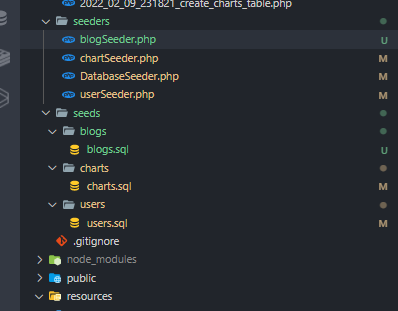 2022_02_09_231821_create_charts_table.php
seeders
blogSeeder.php U
chartSeeder.php M
DatabaseSeeder.php M
userSeeder.php M
seeds
blogs
blogs.sql U
charts
charts.sql M
users
users.sql M
.gitignore
node_modules
public
resources